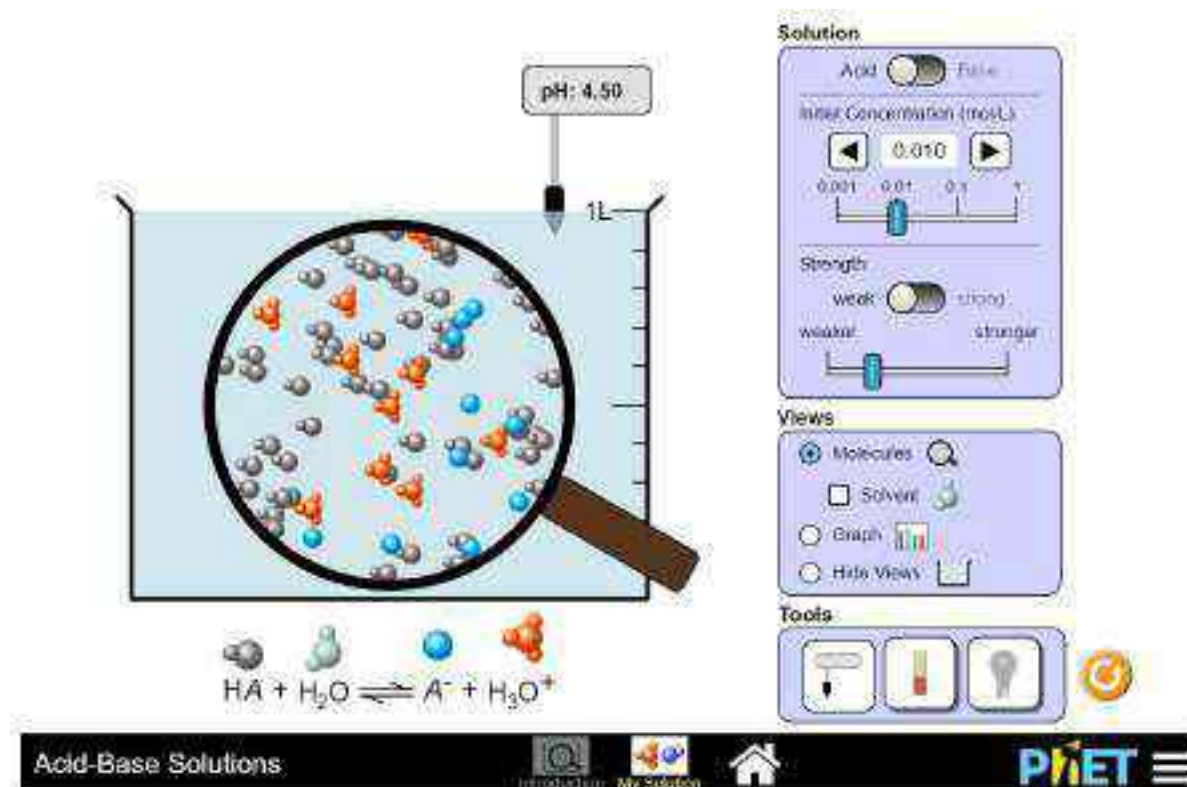 Solution
Acid Base
Initial Concentration (mol/L)
0.010
0.001 0.01 0.1 1
Strength
weak strong
weaker stronger
pH: 4.50
1L
Views
Molecules
Solvent
Graph
Hide Views
Tools
HA + H₂O ⇌ A⁻ + H₃O⁺
Acid-Base Solutions
Introduction My Solution
PhET